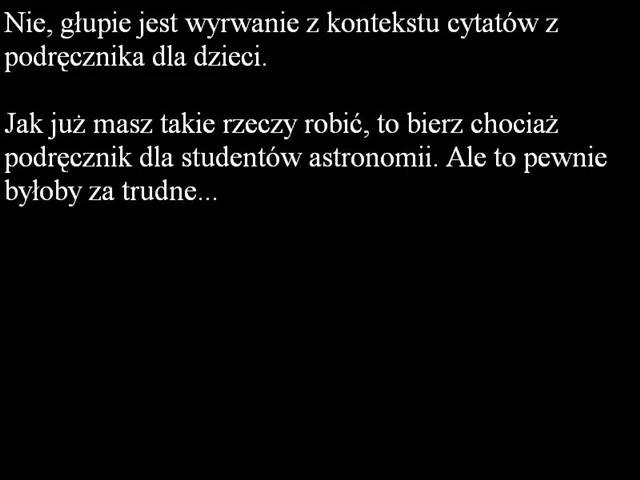 Nie, głupie jest wyrwanie z kontekstu cytatów z
podręcznika dla dzieci.
Jak już masz takie rzeczy robić, to bierz chociaż
podręcznik dla studentów astronomii. Ale to pewnie
byłoby za trudne...